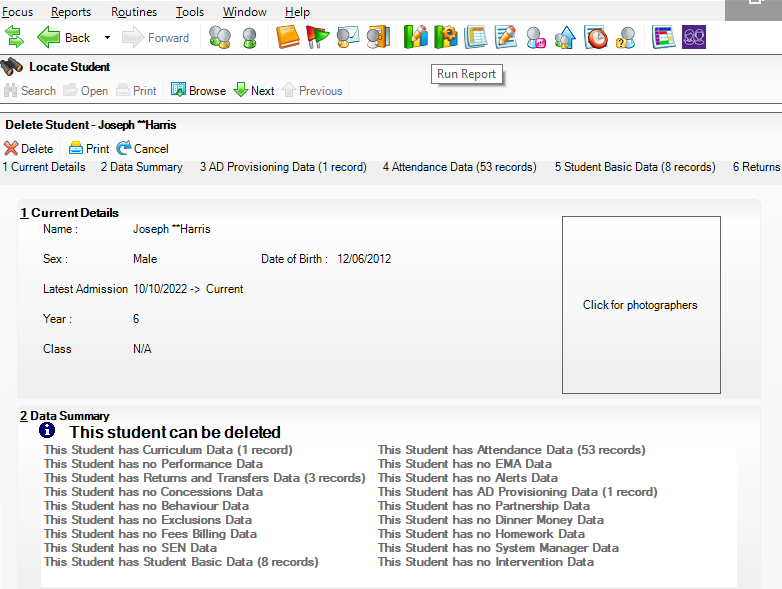 Focus Reports Routines Tools Window Help
Back Forward
Run Report
Locate Student
Search Open Print Browse Next Previous
Delete Student - Joseph **Harris
Delete Print Cancel
1 Current Details 2 Data Summary 3 AD Provisioning Data (1 record) 4 Attendance Data (53 records) 5 Student Basic Data (8 records) 6 Returns
1 Current Details
Name : Joseph **Harris
Sex : Male Date of Birth : 12/06/2012
Latest Admission 10/10/2022 -> Current
Click for photographers
Year : 6
Class N/A
2 Data Summary
This student can be deleted
This Student has Curriculum Data (1 record) This Student has Attendance Data (53 records)
This Student has no Performance Data This Student has no EMA Data
This Student has Returns and Transfers Data (3 records) This Student has no Alerts Data
This Student has no Concessions Data This Student has AD Provisioning Data (1 record)
This Student has no Behaviour Data This Student has no Partnership Data
This Student has no Exclusions Data This Student has no Dinner Money Data
This Student has no Fees Billing Data This Student has no Homework Data
This Student has no SEN Data This Student has no System Manager Data
This Student has Student Basic Data (8 records) This Student has no Intervention Data